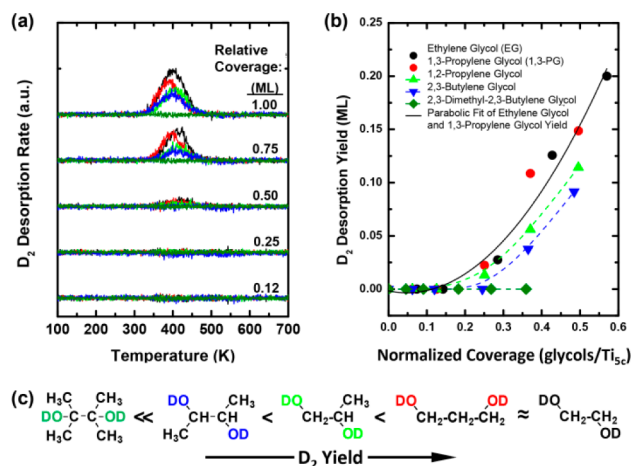 (a)
Relative
Coverage:
(ML)
1.00
0.75
0.50
0.25
0.12
D2 Desorption Rate (a.u.)
100 200 300 400 500 600 700
Temperature (K)
(b)
Ethylene Glycol (EG)
1,3-Propylene Glycol (1,3-PG)
1,2-Propylene Glycol
2,3-Butylene Glycol
2,3-Dimethyl-2,3-Butylene Glycol
Parabolic Fit of Ethylene Glycol
and 1,3-Propylene Glycol Yield
0.20
0.15
0.10
0.05
0.00
D2 Desorption Yield (ML)
0.0 0.1 0.2 0.3 0.4 0.5 0.6
Normalized Coverage (glycols/Ti5c)
(c)
H3C CH3 DO CH3 DO CH3 DO OD DO
DO-C-C-OD << CH-CH < CH2-CH < CH2-CH2-CH2 ≈ CH2-CH2
H3C CH3 H3C OD OD OD
D2 Yield